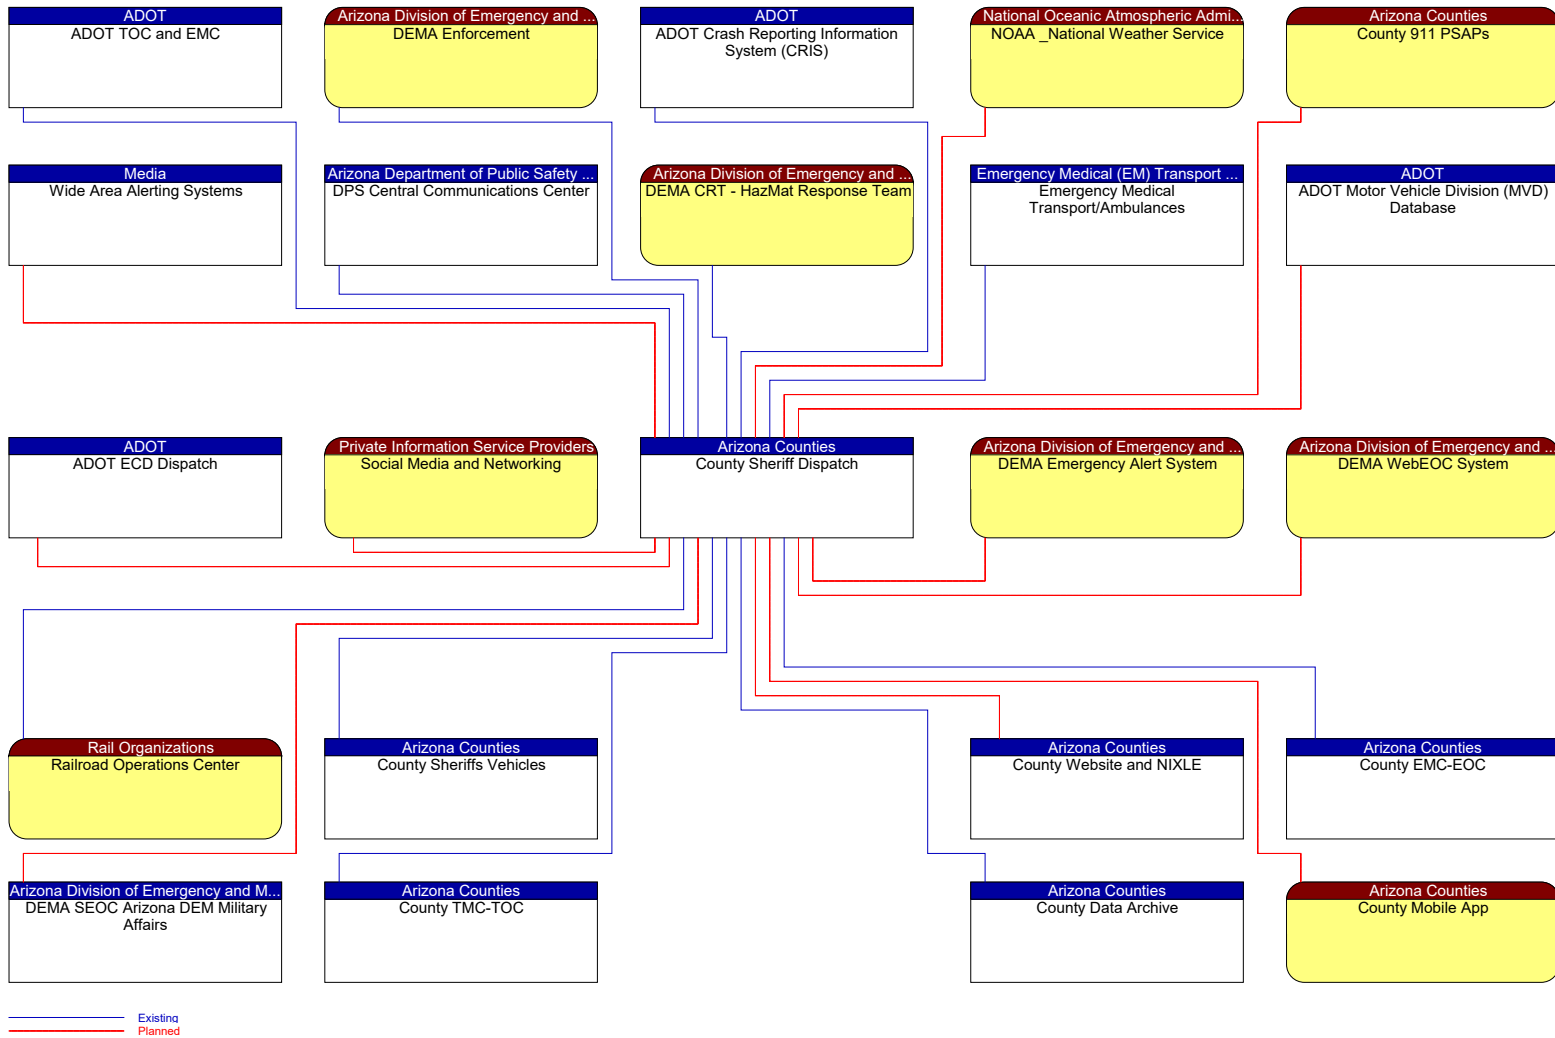 ADOT
ADOT TOC and EMC
Arizona Division of Emergency and ...
DEMA Enforcement
ADOT
ADOT Crash Reporting Information
System (CRIS)
National Oceanic Atmospheric Admi...
NOAA _National Weather Service
Arizona Counties
County 911 PSAPs
Media
Wide Area Alerting Systems
Arizona Department of Public Safety ...
DPS Central Communications Center
Arizona Division of Emergency and ...
DEMA CRT - HazMat Response Team
Emergency Medical (EM) Transport ...
Emergency Medical
Transport/Ambulances
ADOT
ADOT Motor Vehicle Division (MVD)
Database
ADOT
ADOT ECD Dispatch
Private Information Service Providers
Social Media and Networking
Arizona Counties
County Sheriff Dispatch
Arizona Division of Emergency and ...
DEMA Emergency Alert System
Arizona Division of Emergency and ...
DEMA WebEOC System
Rail Organizations
Railroad Operations Center
Arizona Counties
County Sheriffs Vehicles
Arizona Counties
County Website and NIXLE
Arizona Counties
County EMC-EOC
Arizona Division of Emergency and M...
DEMA SEOC Arizona DEM Military
Affairs
Arizona Counties
County TMC-TOC
Arizona Counties
County Data Archive
Arizona Counties
County Mobile App
Existing
Planned